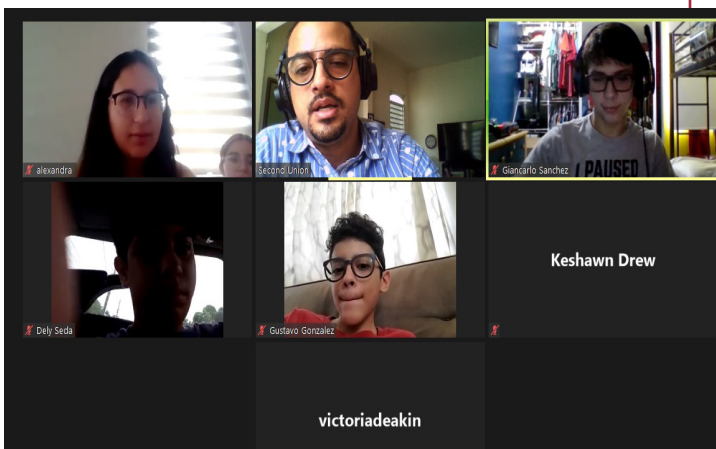 alexandra
Second Union
Giancarlo Sanchez
I PAUSED
Dely Seda
Gustavo Gonzalez
Keshawn Drew
victoriadeakin